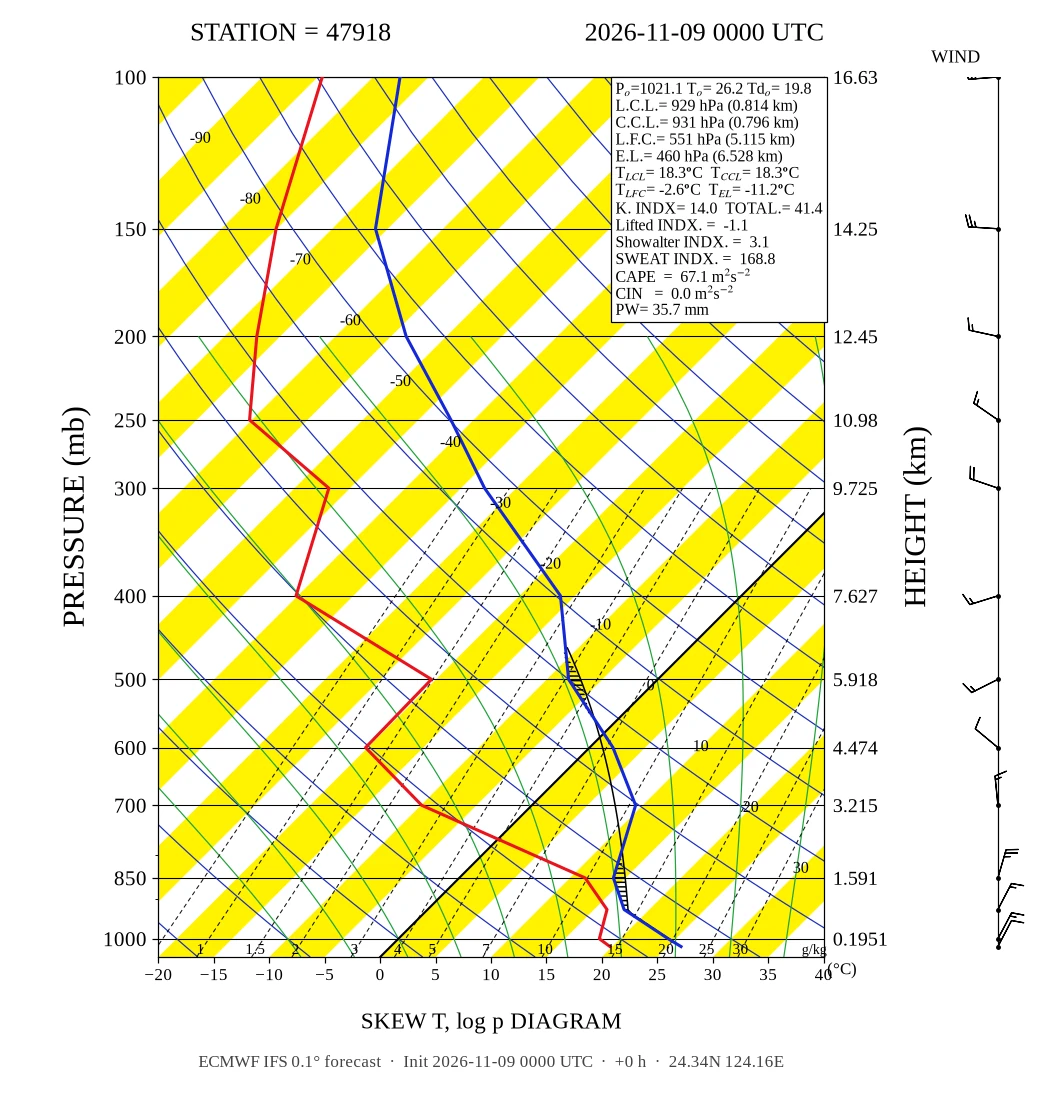 STATION = 47918
2026-11-09 0000 UTC
WIND
100
16.63
Pₒ=1021.1 Tₒ= 26.2 Tdₒ= 19.8
L.C.L.= 929 hPa (0.814 km)
C.C.L.= 931 hPa (0.796 km)
L.F.C.= 551 hPa (5.115 km)
E.L.= 460 hPa (6.528 km)
T_LCL= 18.3°C T_CCL= 18.3°C
T_LFC= -2.6°C T_EL= -11.2°C
K. INDX= 14.0 TOTAL.= 41.4
Lifted INDX. = -1.1
Showalter INDX. = 3.1
SWEAT INDX. = 168.8
CAPE = 67.1 m²s⁻²
CIN = 0.0 m²s⁻²
PW= 35.7 mm
-90
-80
150
14.25
-70
-60
200
12.45
-50
250
10.98
-40
300
9.725
-30
PRESSURE (mb)
HEIGHT (km)
-20
400
7.627
-10
500
5.918
0
600
4.474
10
700
3.215
20
850
1.591
30
1000
0.1951
1 1.5 2 3 4 5 7 10 15 20 25 30 g/kg
−20 −15 −10 −5 0 5 10 15 20 25 30 35 40
(°C)
SKEW T, log p DIAGRAM
ECMWF IFS 0.1° forecast · Init 2026-11-09 0000 UTC · +0 h · 24.34N 124.16E